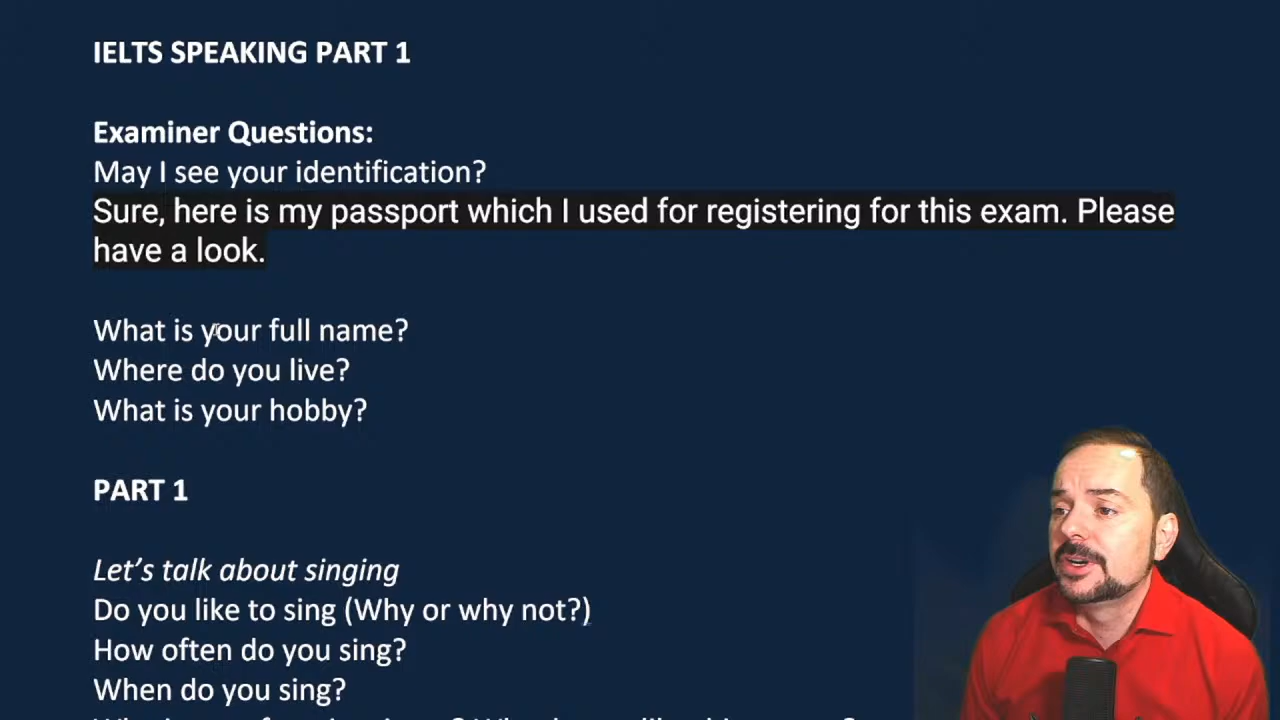 IELTS SPEAKING PART 1
Examiner Questions:
May I see your identification?
Sure, here is my passport which I used for registering for this exam. Please
have a look.
What is your full name?
Where do you live?
What is your hobby?
PART 1
Let's talk about singing
Do you like to sing (Why or why not?)
How often do you sing?
When do you sing?